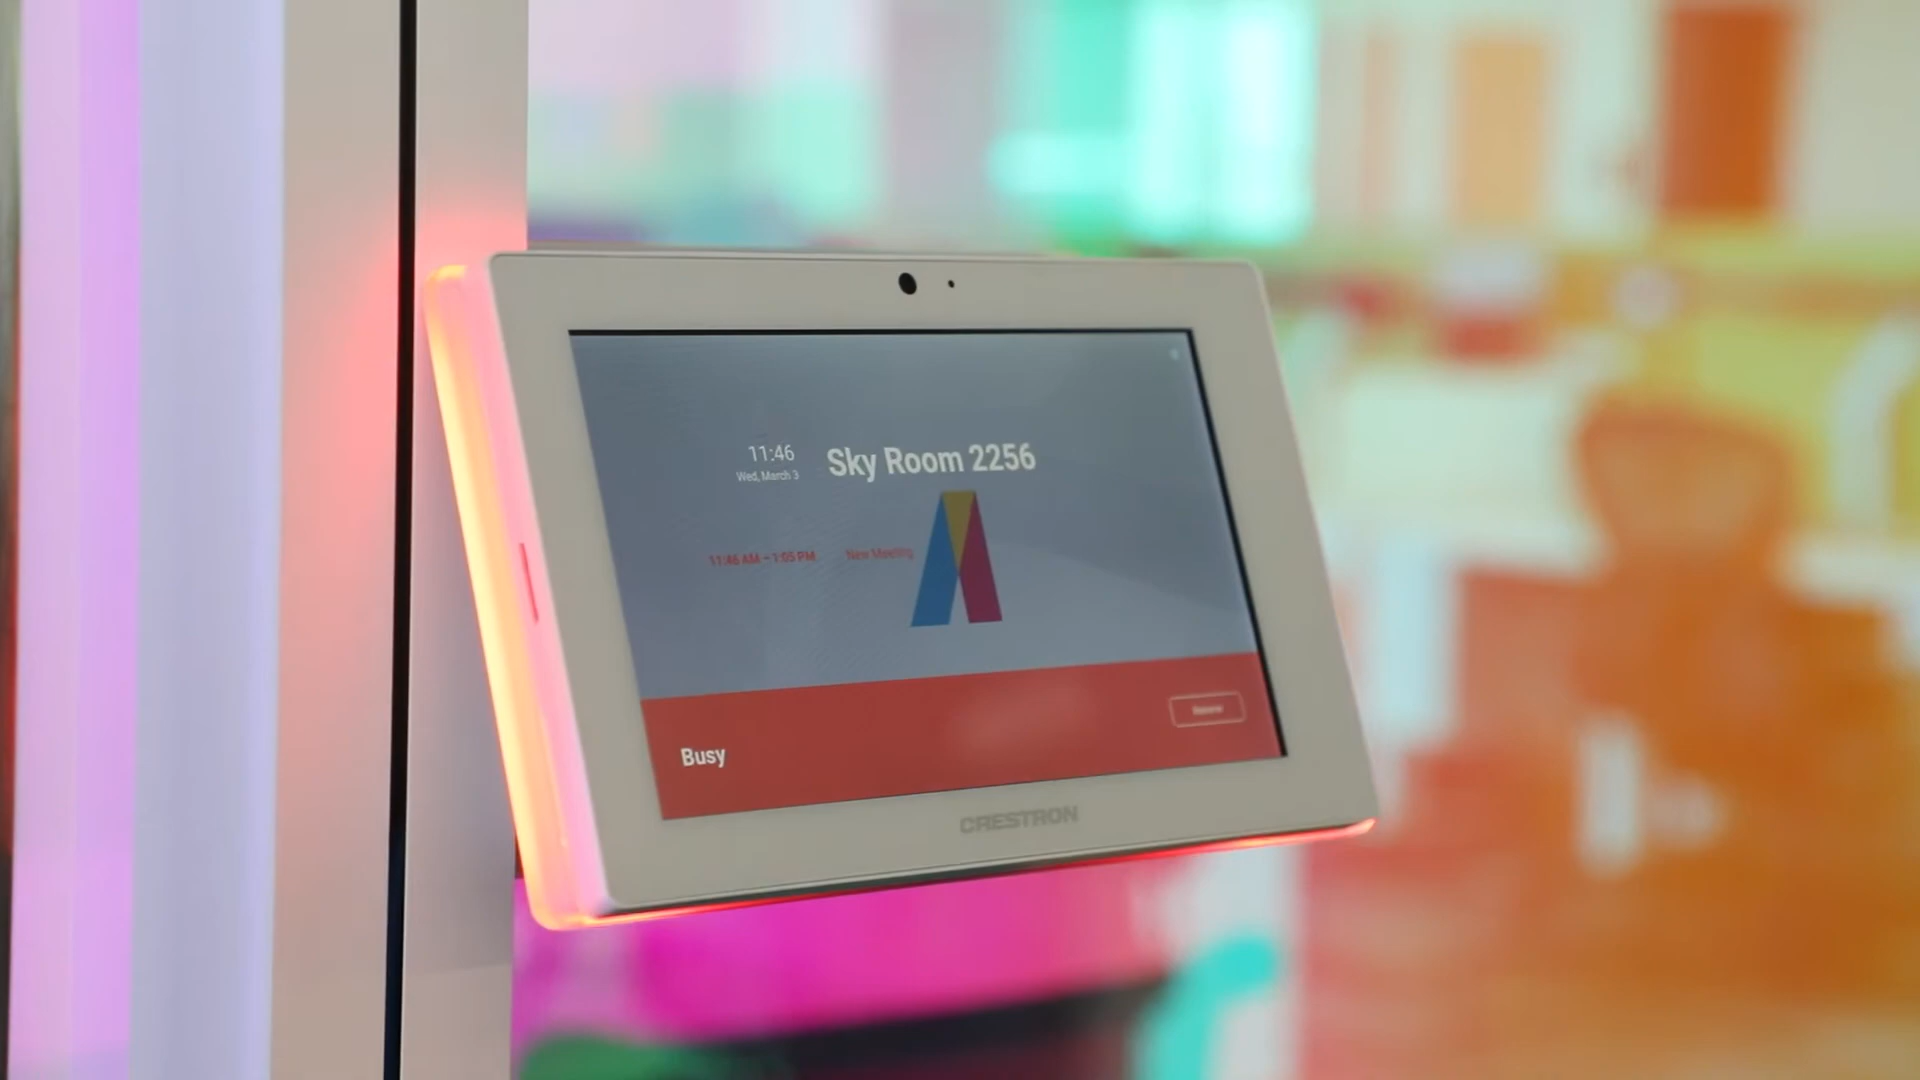 11:46
Wed, March 3
Sky Room 2256
11:46 AM - 1:05 PM
New Meeting
Busy
CRESTRON